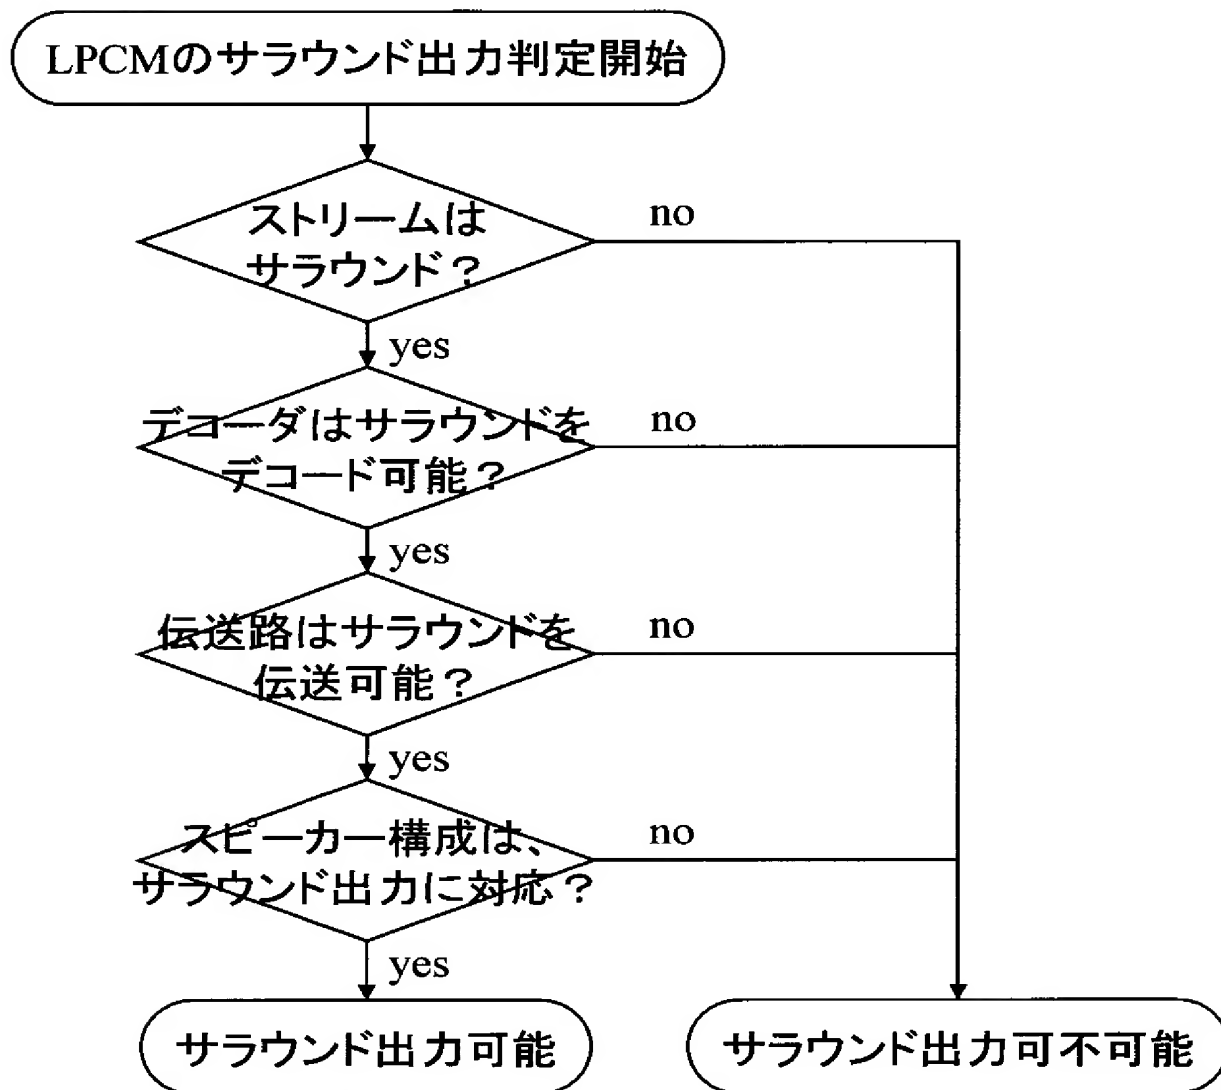 LPCMのサラウンド出力判定開始
ストリームは
サラウンド？
no
yes
デコーダはサラウンドを
デコード可能？
no
yes
伝送路はサラウンドを
伝送可能？
no
yes
スピーカー構成は、
サラウンド出力に対応？
no
yes
サラウンド出力可能
サラウンド出力可不可能